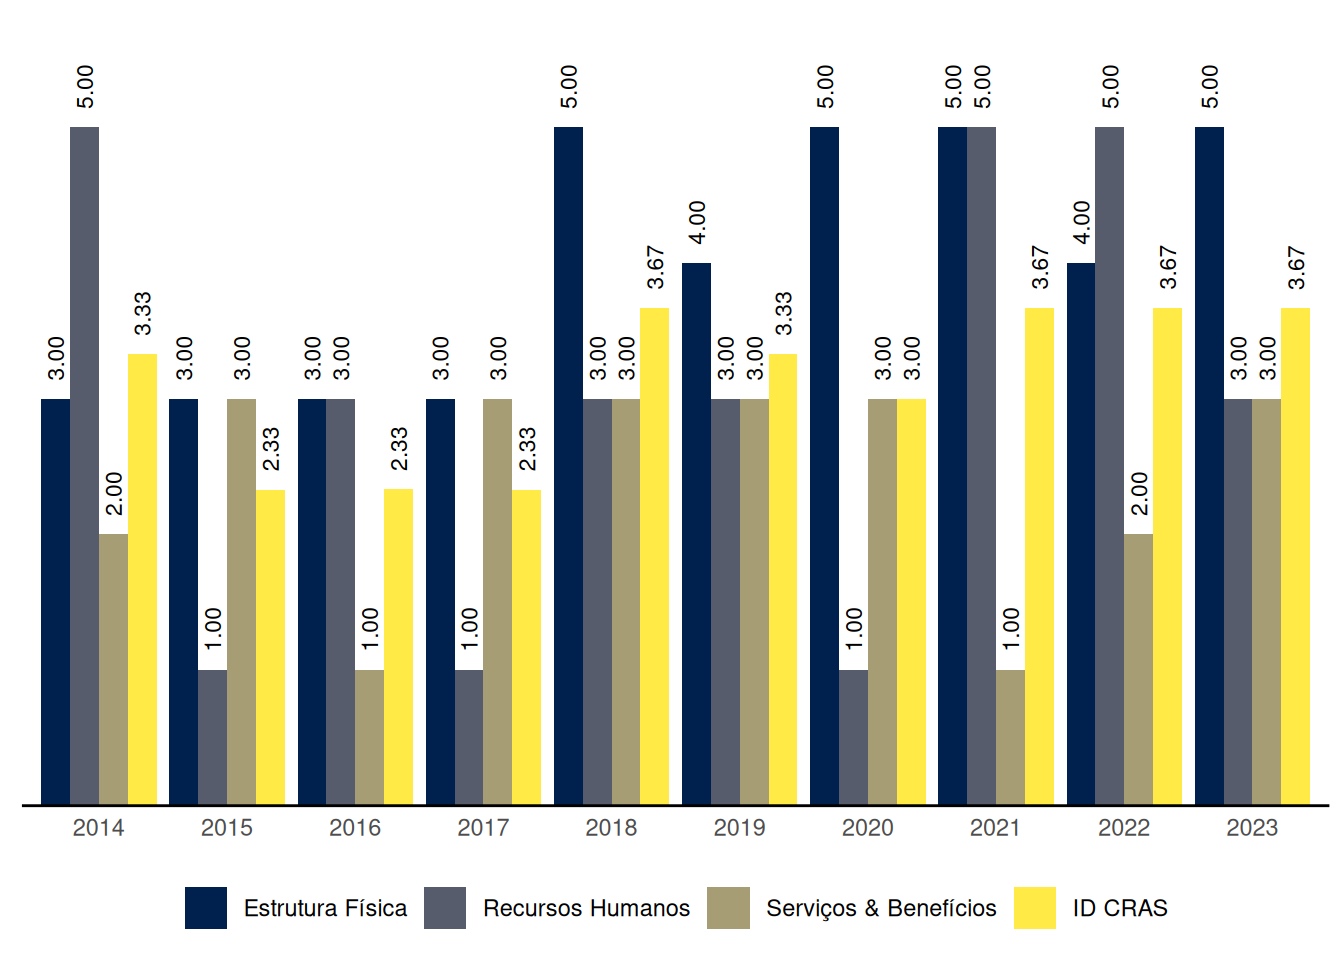 3.00 5.00 2.00 3.33
3.00 1.00 3.00 2.33
3.00 3.00 1.00 2.33
3.00 1.00 3.00 2.33
5.00 3.00 3.00 3.67
4.00 3.00 3.00 3.33
5.00 1.00 3.00 3.00
5.00 5.00 1.00 3.67
4.00 5.00 2.00 3.67
5.00 3.00 3.00 3.67
2014 2015 2016 2017 2018 2019 2020 2021 2022 2023
Estrutura Física Recursos Humanos Serviços & Benefícios ID CRAS